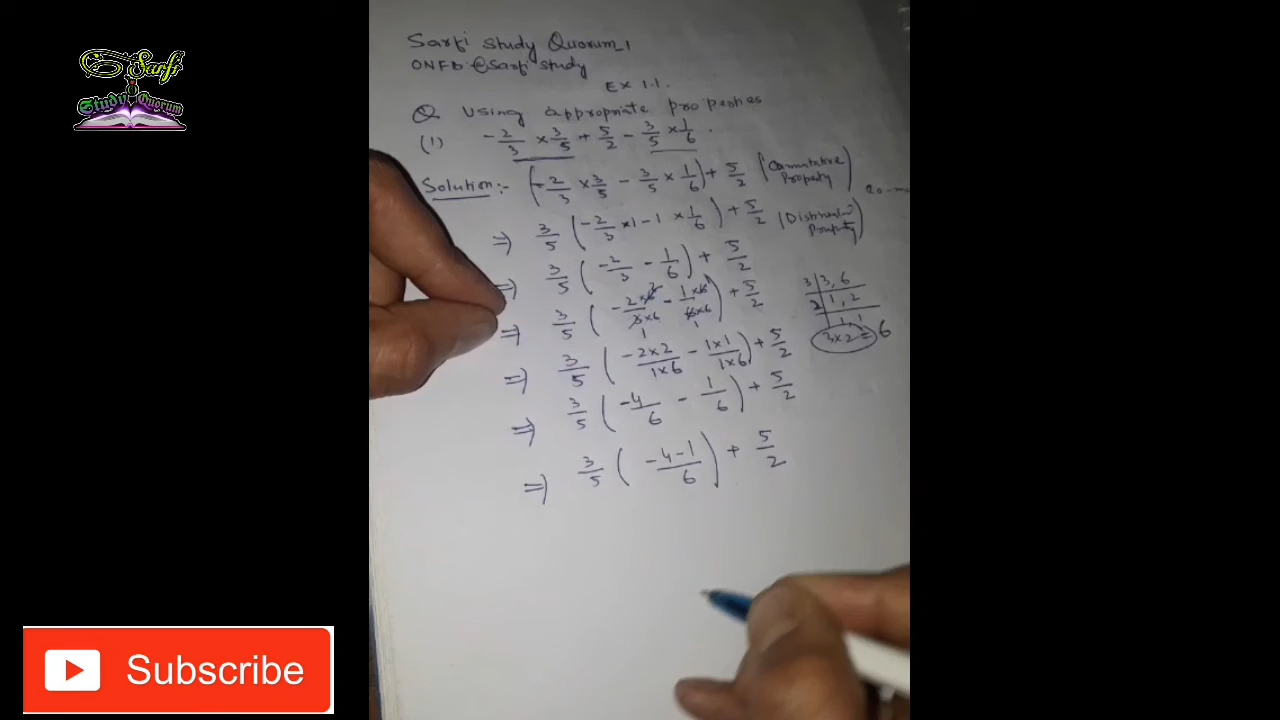 Sarfi
Study Quorum
Sarfi Study Quorum_1
ON FB @Sarfi study
EX 1.1.
Q Using appropriate properties
(1) -2/3 × 3/5 + 5/2 - 3/5 × 1/6 .
Solution :- (-2/3 × 3/5 - 3/5 × 1/6) + 5/2 (Commutative Property)
⇒ 3/5 (-2/3 × 1 - 1 × 1/6) + 5/2 (Distributive Property)
⇒ 3/5 (-2/3 - 1/6) + 5/2
⇒ 3/5 (-2×6/3×6 - 1×6/6×6) + 5/2
⇒ 3/5 (-2×2/1×6 - 1×1/1×6) + 5/2
⇒ 3/5 (-4/6 - 1/6) + 5/2
⇒ 3/5 (-4-1/6) + 5/2
3 | 3, 6
2 | 1, 2
1, 1
3×2 = 6
Subscribe